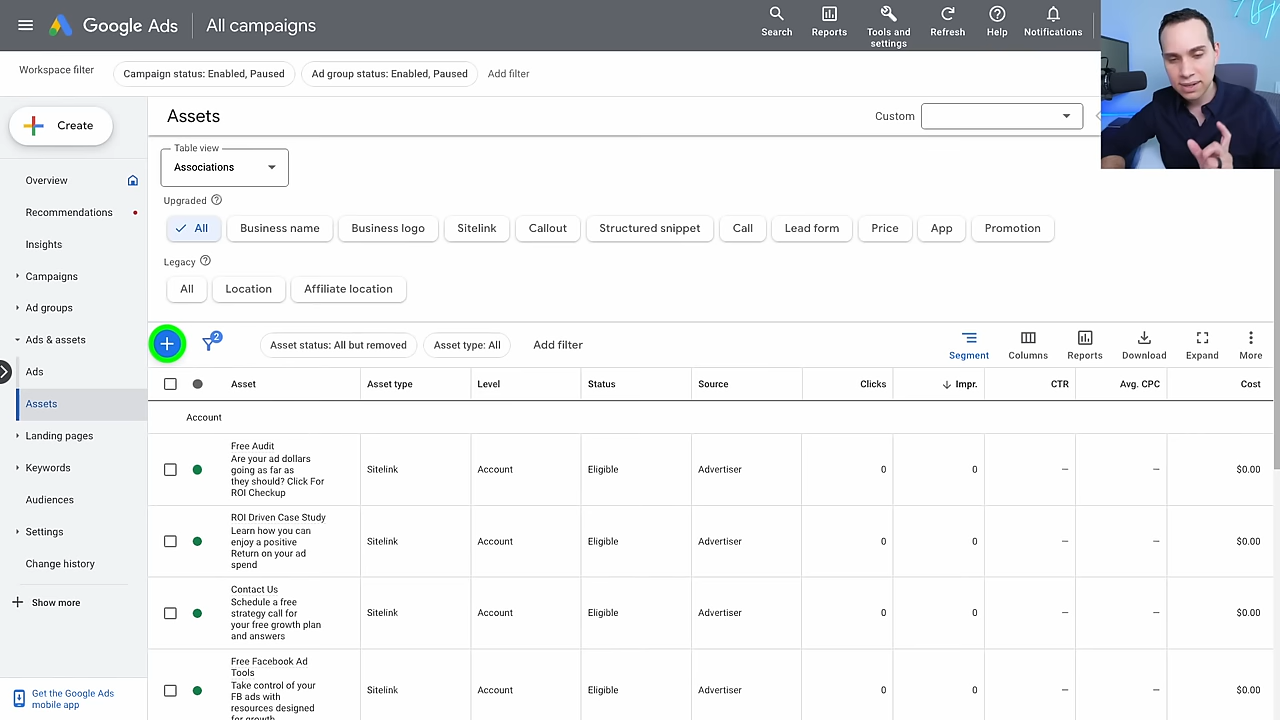 Google Ads
All campaigns
Search
Reports
Tools and
settings
Refresh
Help
Notifications
Workspace filter
Campaign status: Enabled, Paused
Ad group status: Enabled, Paused
Add filter
Create
Overview
Recommendations
Insights
Campaigns
Ad groups
Ads & assets
Ads
Assets
Landing pages
Keywords
Audiences
Settings
Change history
Show more
Get the Google Ads
mobile app
Assets
Custom
Table view
Associations
Upgraded
All
Business name
Business logo
Sitelink
Callout
Structured snippet
Call
Lead form
Price
App
Promotion
Legacy
All
Location
Affiliate location
2
Asset status: All but removed
Asset type: All
Add filter
Segment
Columns
Reports
Download
Expand
More
Asset
Asset type
Level
Status
Source
Clicks
Impr.
CTR
Avg. CPC
Cost
Account
Free Audit
Are your ad dollars
going as far as
they should? Click For
ROI Checkup
Sitelink
Account
Eligible
Advertiser
0
0
–
–
$0.00
ROI Driven Case Study
Learn how you can
enjoy a positive
Return on your ad
spend
Sitelink
Account
Eligible
Advertiser
0
0
–
–
$0.00
Contact Us
Schedule a free
strategy call for
your free growth plan
and answers
Sitelink
Account
Eligible
Advertiser
0
0
–
–
$0.00
Free Facebook Ad
Tools
Take control of your
FB ads with
resources designed
for growth
Sitelink
Account
Eligible
Advertiser
0
0
–
–
$0.00